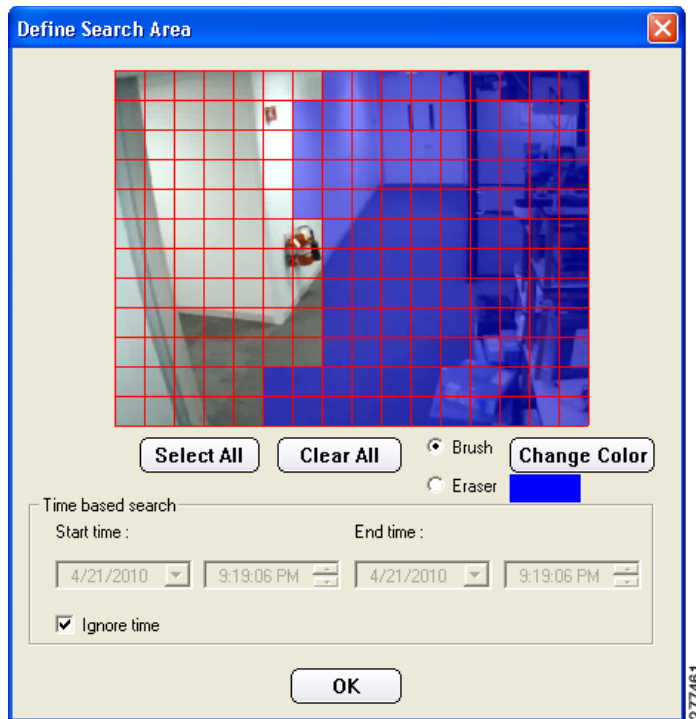 Define Search Area
Select All
Clear All
Brush
Change Color
Eraser
Time based search
Start time :
End time :
4/21/2010
9:19:06 PM
4/21/2010
9:19:06 PM
Ignore time
OK
277461